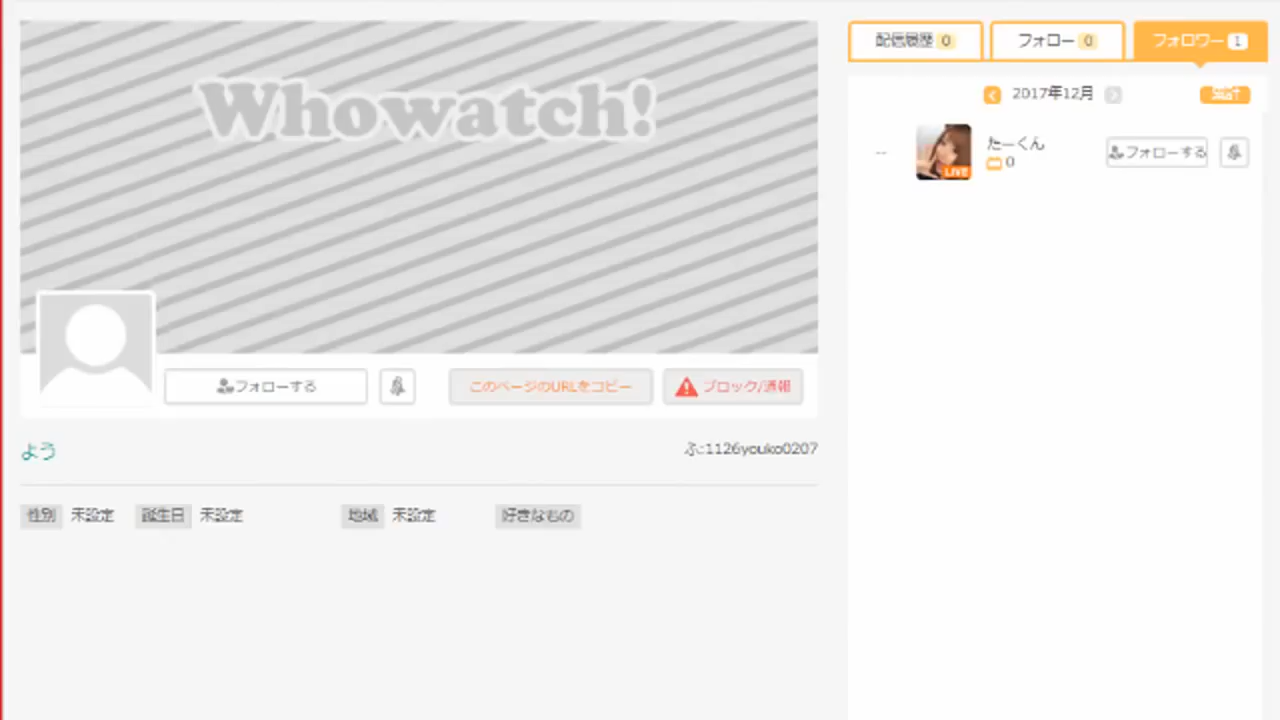 Whowatch!
フォローする
このページのURLをコピー
ブロック/通報
よう
ふ:1126youko0207
性別 未設定 誕生日 未設定 地域 未設定 好きなもの
配信履歴 0
フォロー 0
フォロワー 1
2017年12月
--
LIVE
たーくん
0
フォローする